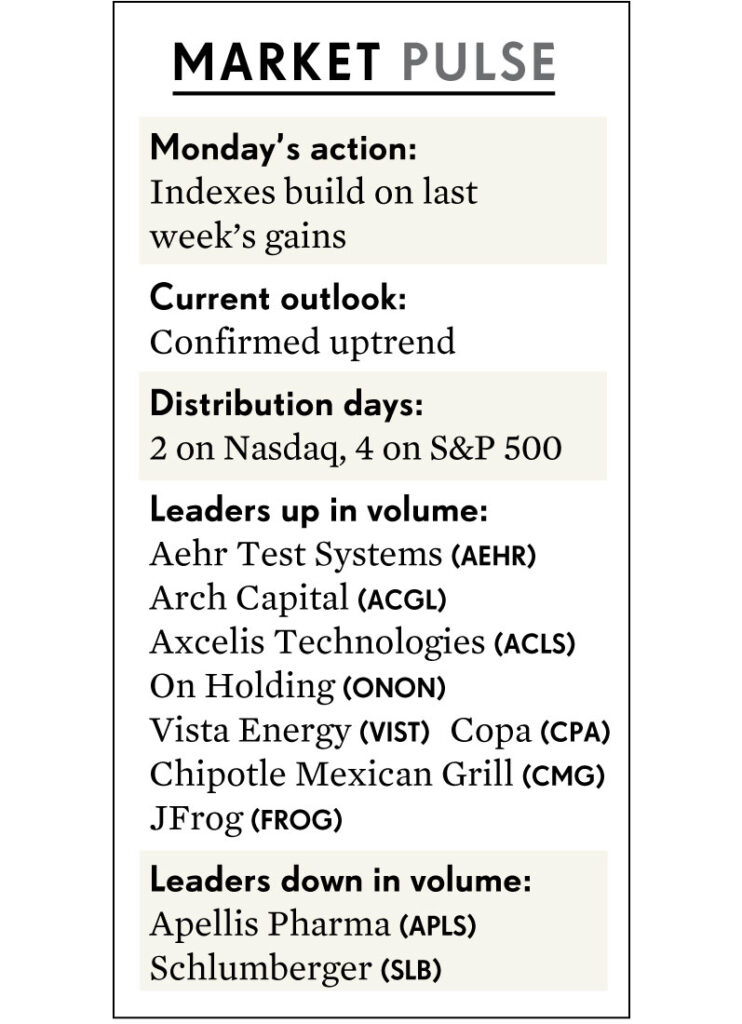 MARKET PULSE
Monday’s action:
Indexes build on last
week’s gains
Current outlook:
Confirmed uptrend
Distribution days:
2 on Nasdaq, 4 on S&P 500
Leaders up in volume:
Aehr Test Systems (AEHR)
Arch Capital (ACGL)
Axcelis Technologies (ACLS)
On Holding (ONON)
Vista Energy (VIST) Copa (CPA)
Chipotle Mexican Grill (CMG)
JFrog (FROG)
Leaders down in volume:
Apellis Pharma (APLS)
Schlumberger (SLB)